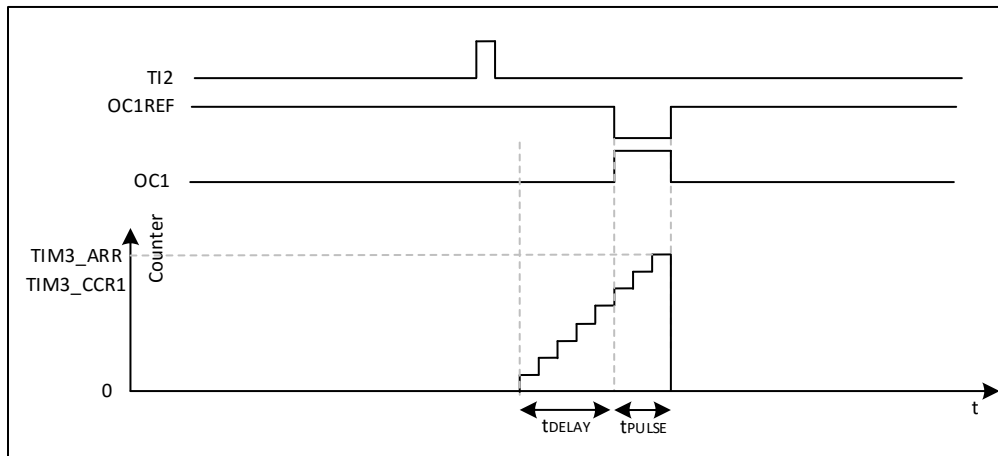 TI2
OC1REF
OC1
Counter
TIM3_ARR
TIM3_CCR1
0
t
tDELAY
tPULSE